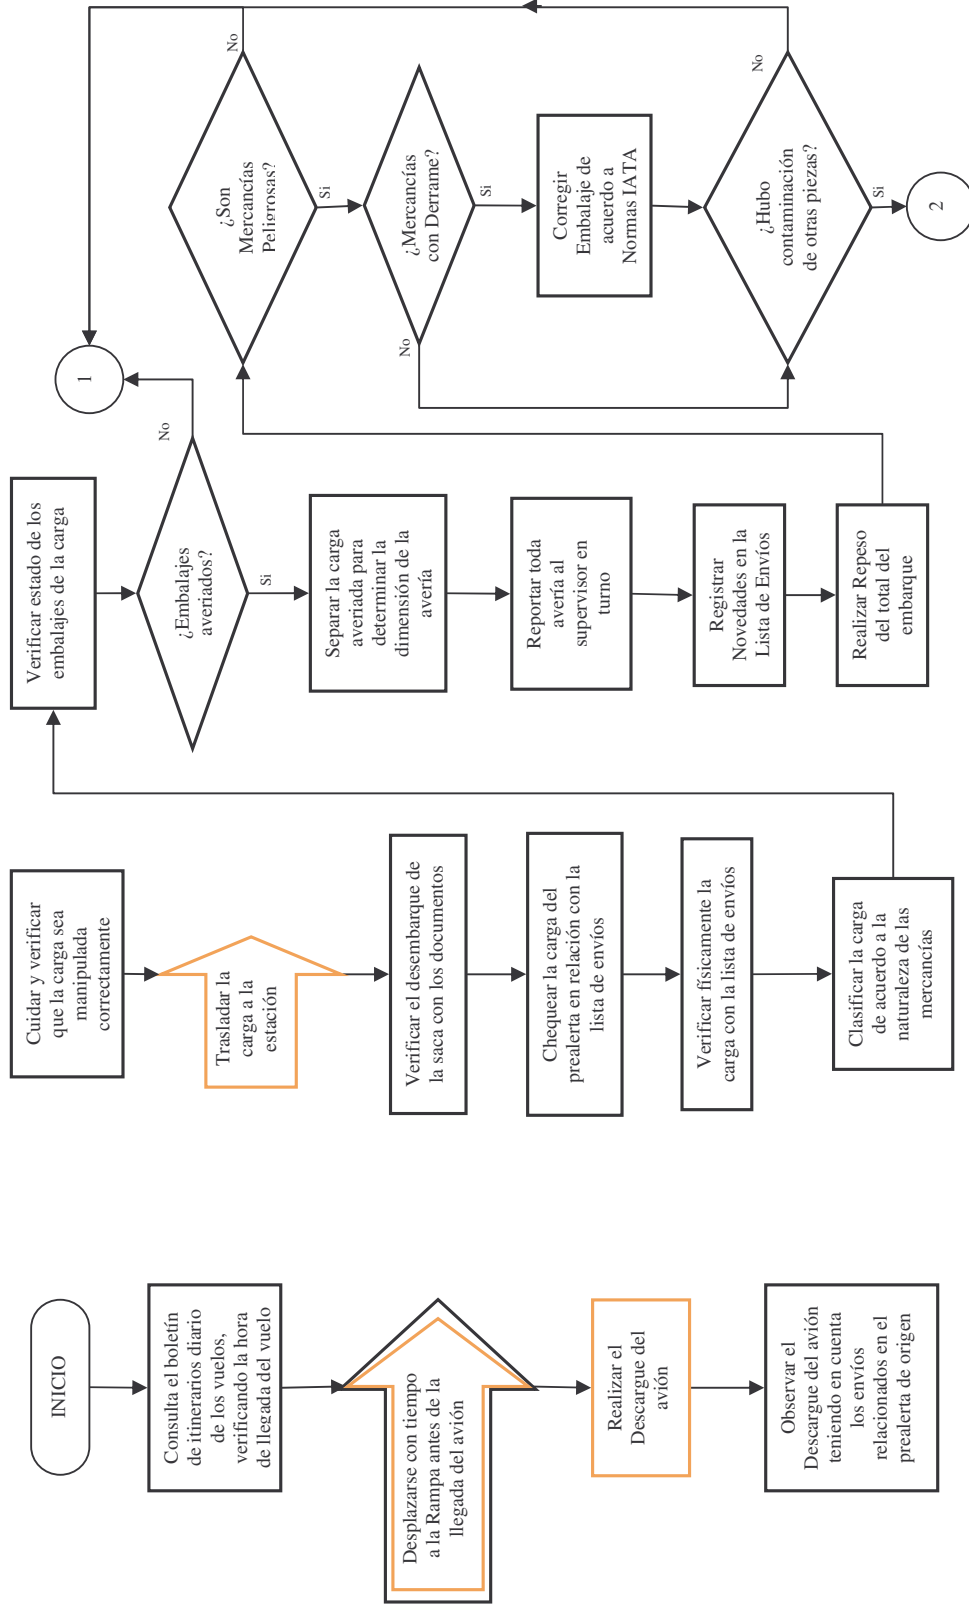 INICIO
Consulta el boletín
de itinerarios diario
de los vuelos,
verificando la hora
de llegada del vuelo
Desplazarse con tiempo
a la Rampa antes de la
llegada del avión
Realizar el
Descargue del
avión
Observar el
Descargue del avión
teniendo en cuenta
los envíos
relacionados en el
prealerta de origen
Cuidar y verificar
que la carga sea
manipulada
correctamente
Trasladar la
carga a la
estación
Verificar el desembarque de
la saca con los documentos
Chequear la carga del
prealerta en relación con la
lista de envíos
Verificar físicamente la
carga con la lista de envíos
Clasificar la carga
de acuerdo a la
naturaleza de las
mercancías
Verificar estado de los
embalajes de la carga
¿Embalajes
averiados?
No
1
Si
Separar la carga
averiada para
determinar la
dimensión de la
avería
Reportar toda
avería al
supervisor en
turno
Registrar
Novedades en la
Lista de Envíos
Realizar Repeso
del total del
embarque
¿Son
Mercancías
Peligrosas?
No
Si
¿Mercancías
con Derrame?
No
Si
Corregir
Embalaje de
acuerdo a
Normas IATA
¿Hubo
contaminación
de otras piezas?
No
Si
2